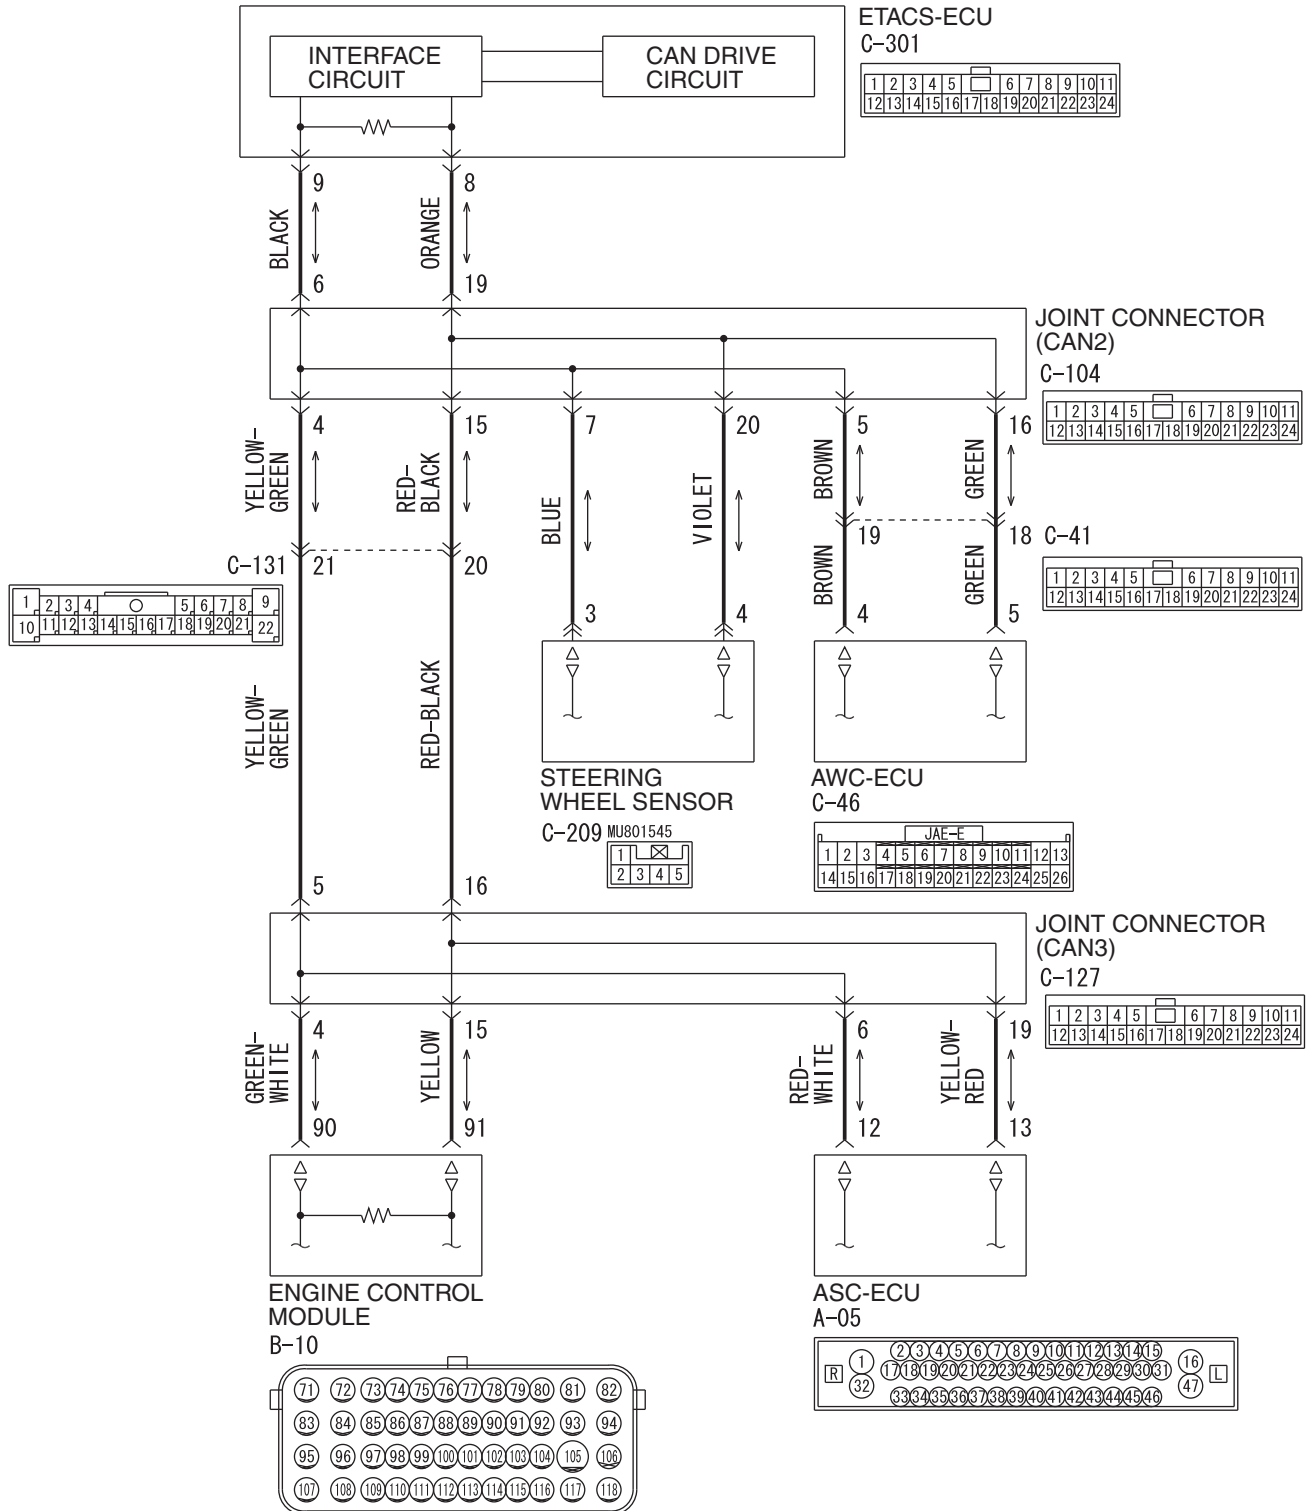 ETACS-ECU
C-301
INTERFACE
CIRCUIT
CAN DRIVE
CIRCUIT
1 2 3 4 5 6 7 8 9 10 11
12 13 14 15 16 17 18 19 20 21 22 23 24
9
8
BLACK
ORANGE
6
19
JOINT CONNECTOR
(CAN2)
C-104
1 2 3 4 5 6 7 8 9 10 11
12 13 14 15 16 17 18 19 20 21 22 23 24
4
15
7
20
5
16
YELLOW-
GREEN
RED-
BLACK
BLUE
VIOLET
BROWN
GREEN
C-131
21
20
19
18
C-41
1 2 3 4 5 6 7 8 9 10 11
12 13 14 15 16 17 18 19 20 21 22 23 24
1 2 3 4 5 6 7 8 9
10 11 12 13 14 15 16 17 18 19 20 21 22
BROWN
GREEN
3
4
4
5
YELLOW-
GREEN
RED-BLACK
STEERING
WHEEL SENSOR
C-209 MU801545
1
2 3 4 5
AWC-ECU
C-46
JAE-E
1 2 3 4 5 6 7 8 9 10 11 12 13
14 15 16 17 18 19 20 21 22 23 24 25 26
5
16
JOINT CONNECTOR
(CAN3)
C-127
1 2 3 4 5 6 7 8 9 10 11
12 13 14 15 16 17 18 19 20 21 22 23 24
4
15
6
19
GREEN-
WHITE
YELLOW
RED-
WHITE
YELLOW-
RED
90
91
12
13
ENGINE CONTROL
MODULE
B-10
71 72 73 74 75 76 77 78 79 80 81 82
83 84 85 86 87 88 89 90 91 92 93 94
95 96 97 98 99 100 101 102 103 104 105 106
107 108 109 110 111 112 113 114 115 116 117 118
ASC-ECU
A-05
R
1 2 3 4 5 6 7 8 9 10 11 12 13 14 15 16
17 18 19 20 21 22 23 24 25 26 27 28 29 30 31
32 33 34 35 36 37 38 39 40 41 42 43 44 45 46 47
L